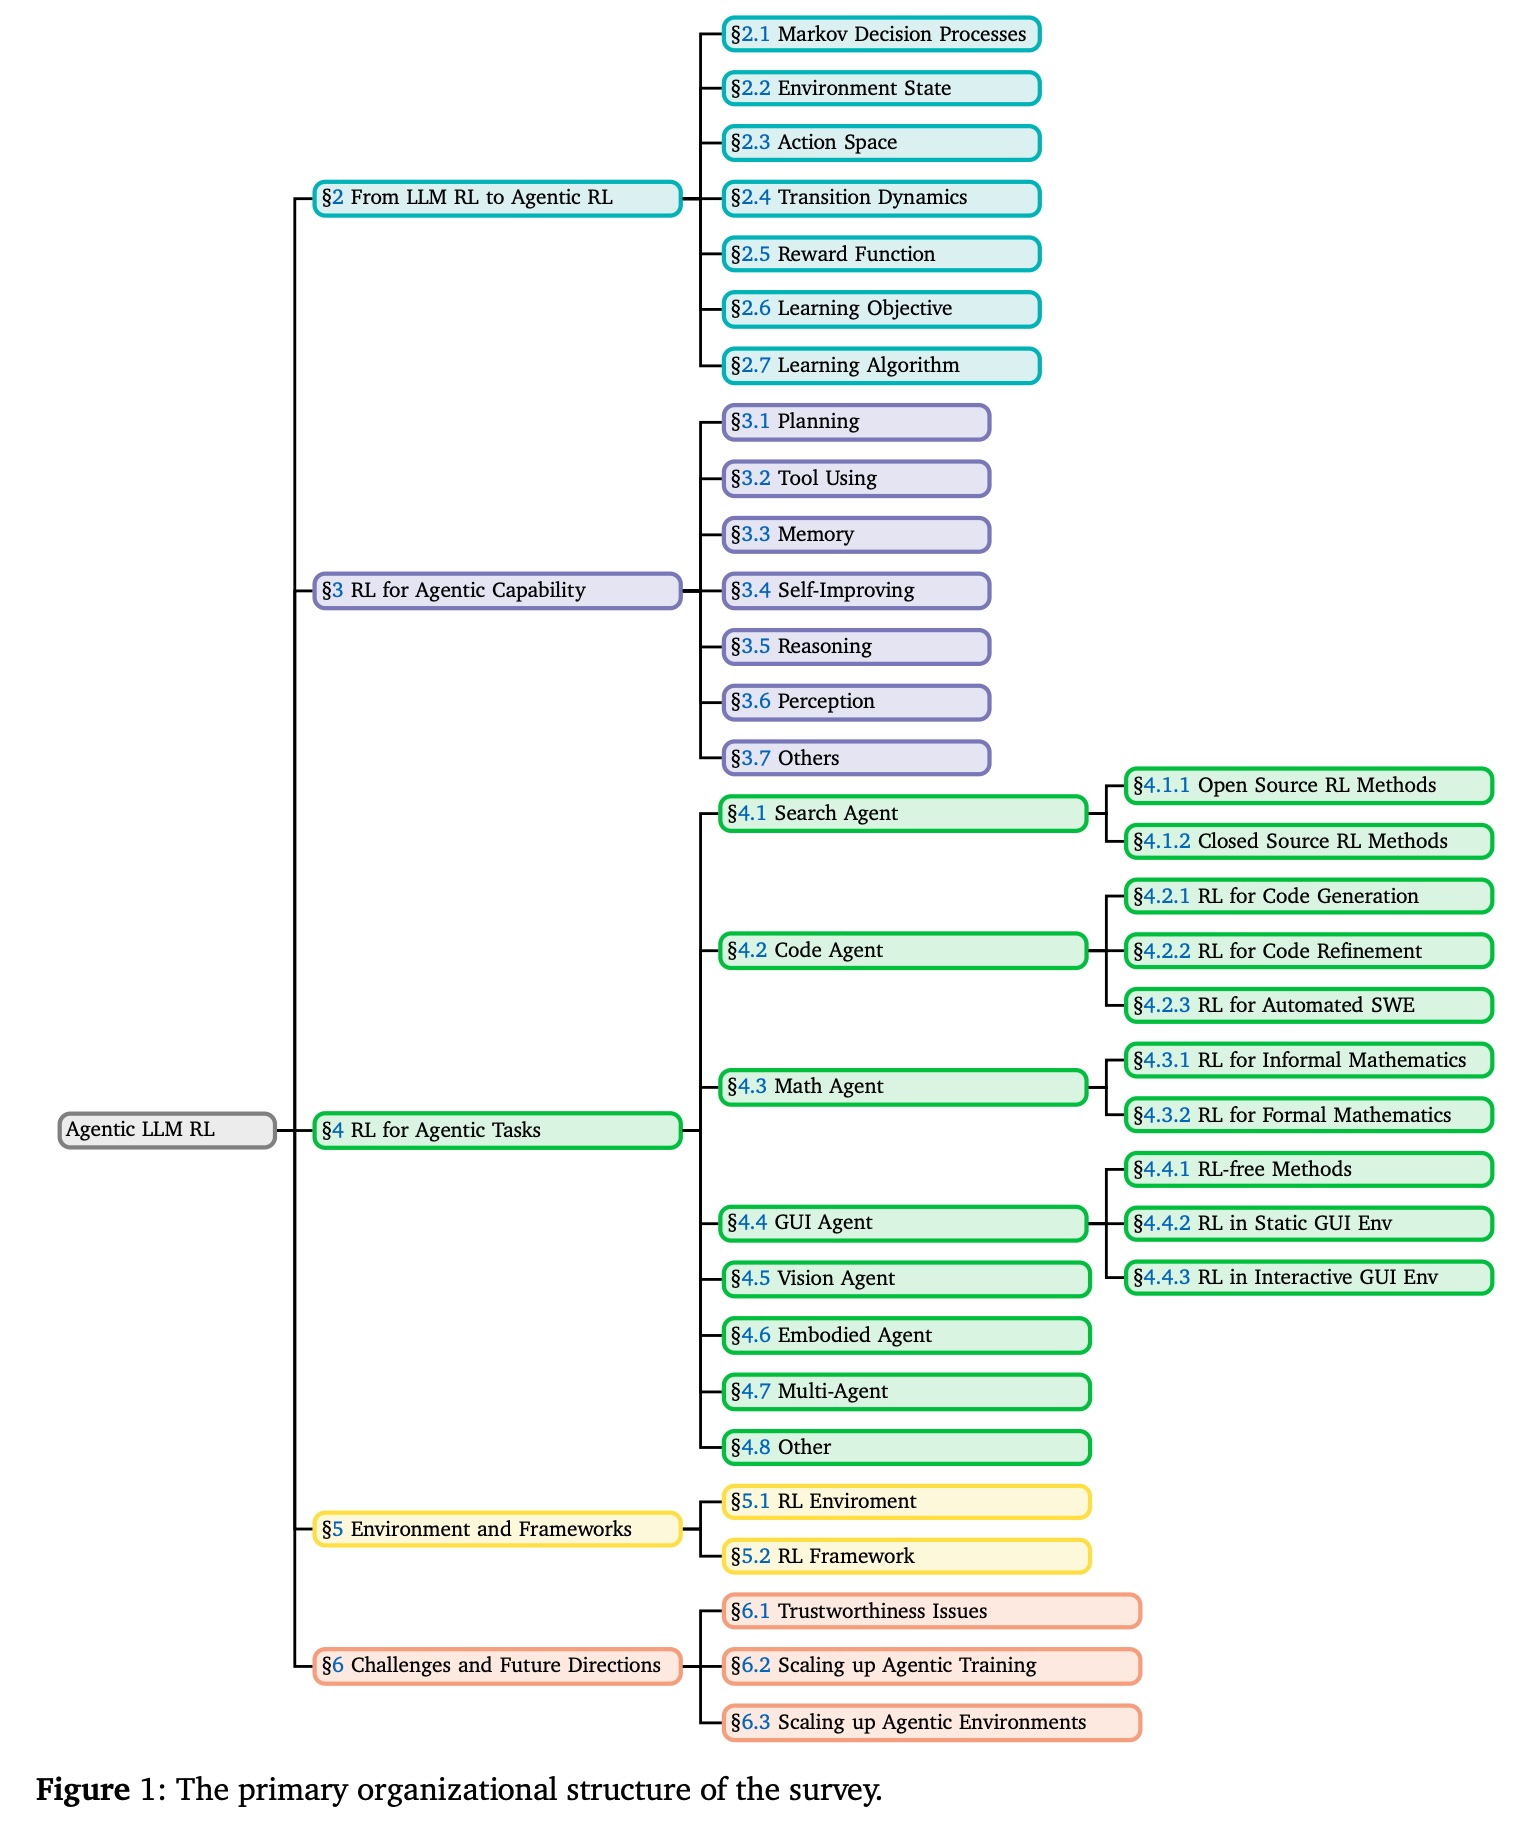 Agentic LLM RL
§2 From LLM RL to Agentic RL
§2.1 Markov Decision Processes
§2.2 Environment State
§2.3 Action Space
§2.4 Transition Dynamics
§2.5 Reward Function
§2.6 Learning Objective
§2.7 Learning Algorithm
§3 RL for Agentic Capability
§3.1 Planning
§3.2 Tool Using
§3.3 Memory
§3.4 Self-Improving
§3.5 Reasoning
§3.6 Perception
§3.7 Others
§4 RL for Agentic Tasks
§4.1 Search Agent
§4.1.1 Open Source RL Methods
§4.1.2 Closed Source RL Methods
§4.2 Code Agent
§4.2.1 RL for Code Generation
§4.2.2 RL for Code Refinement
§4.2.3 RL for Automated SWE
§4.3 Math Agent
§4.3.1 RL for Informal Mathematics
§4.3.2 RL for Formal Mathematics
§4.4 GUI Agent
§4.4.1 RL-free Methods
§4.4.2 RL in Static GUI Env
§4.4.3 RL in Interactive GUI Env
§4.5 Vision Agent
§4.6 Embodied Agent
§4.7 Multi-Agent
§4.8 Other
§5 Environment and Frameworks
§5.1 RL Enviroment
§5.2 RL Framework
§6 Challenges and Future Directions
§6.1 Trustworthiness Issues
§6.2 Scaling up Agentic Training
§6.3 Scaling up Agentic Environments
Figure 1: The primary organizational structure of the survey.